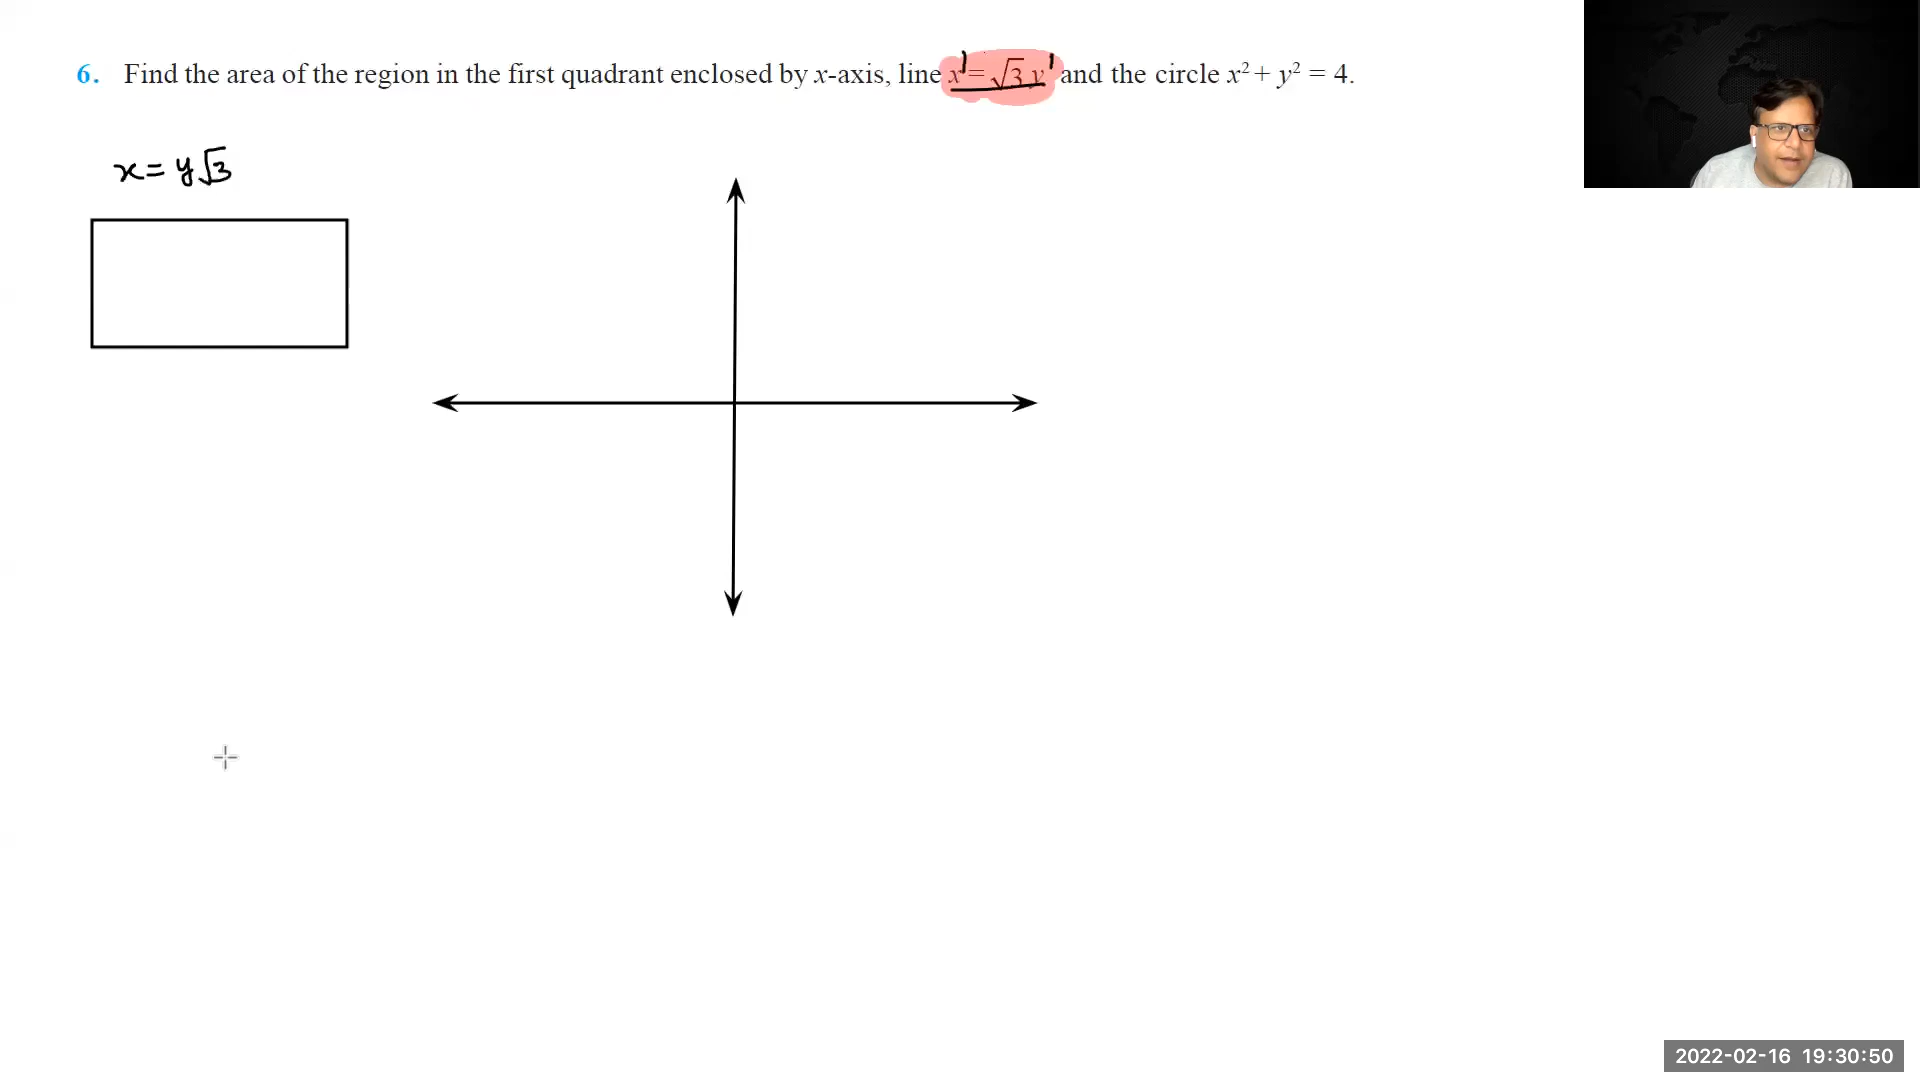 6. Find the area of the region in the first quadrant enclosed by x-axis, line x = √3 y and the circle x² + y² = 4.
x = y√3
2022-02-16 19:30:50